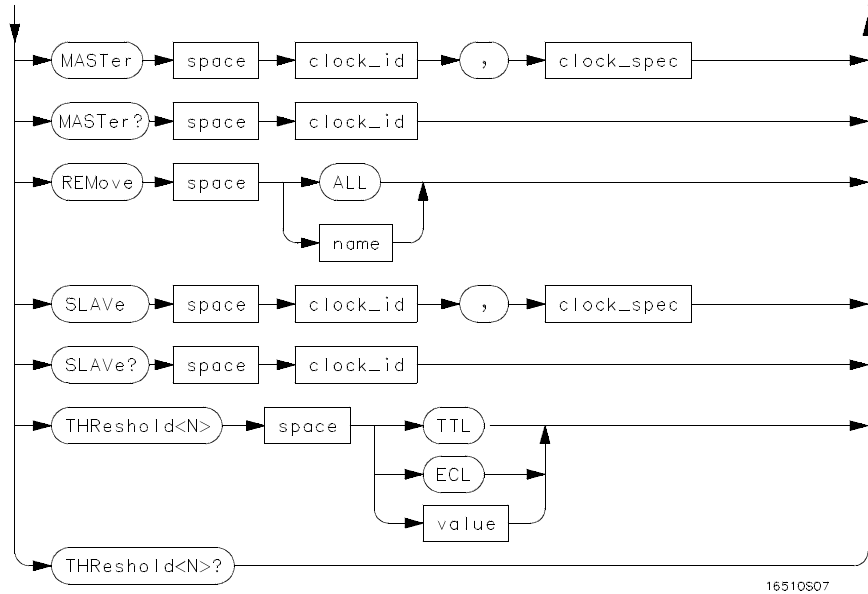 MASTer space clock_id , clock_spec
MASTer? space clock_id
REMove space ALL
name
SLAVe space clock_id , clock_spec
SLAVe? space clock_id
THReshold<N> space TTL
ECL
value
THReshold<N>?
16510S07